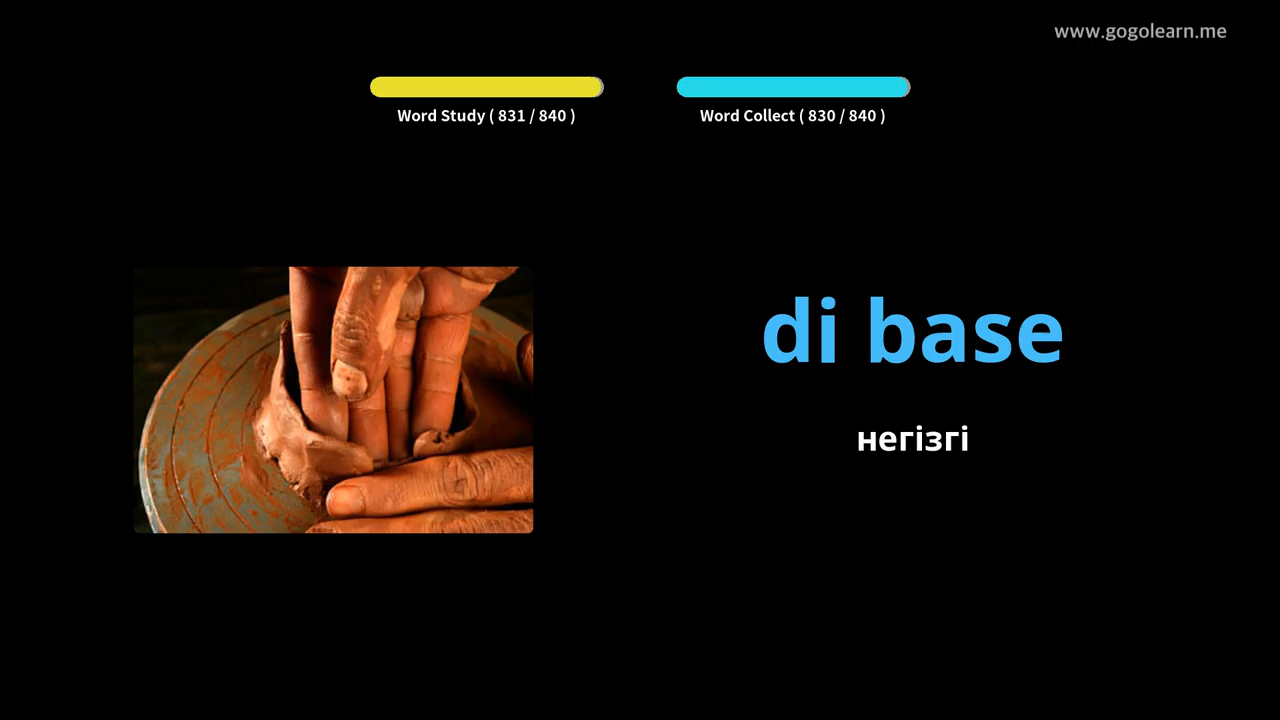 www.gogolearn.me
Word Study ( 831 / 840 )
Word Collect ( 830 / 840 )
di base
негізгі